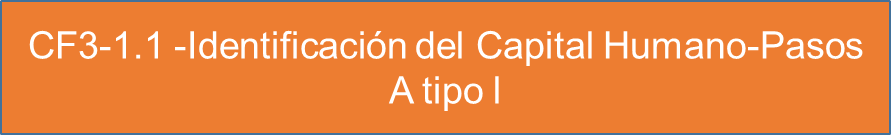 CF3-1.1 -Identificación del Capital Humano-Pasos
A tipo I